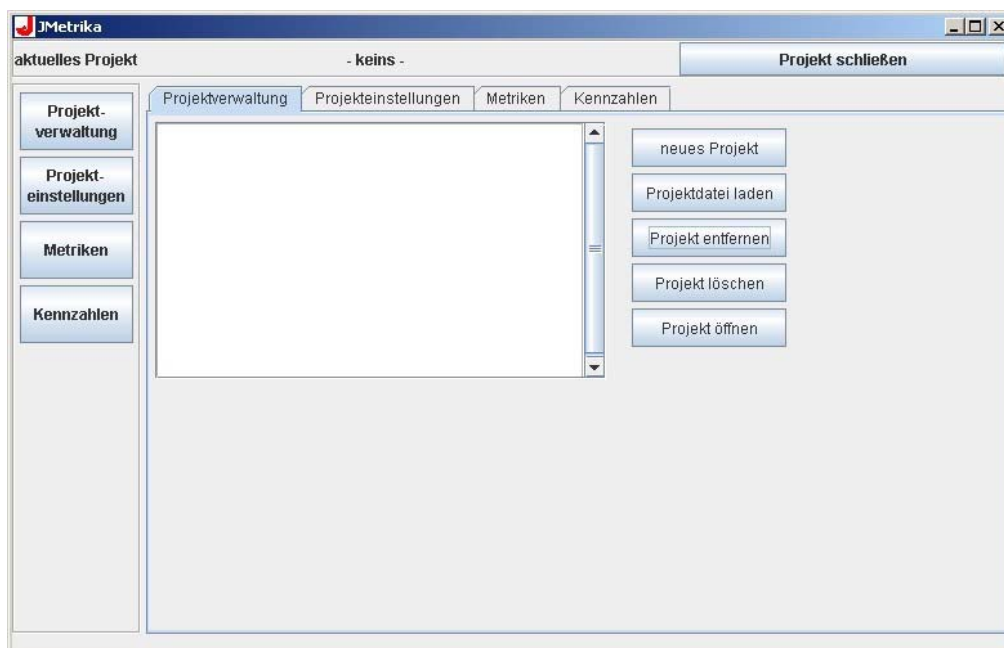 JMetrika
aktuelles Projekt - keins - Projekt schließen
Projekt-
verwaltung
Projekt-
einstellungen
Metriken
Kennzahlen
Projektverwaltung Projekteinstellungen Metriken Kennzahlen
neues Projekt
Projektdatei laden
Projekt entfernen
Projekt löschen
Projekt öffnen